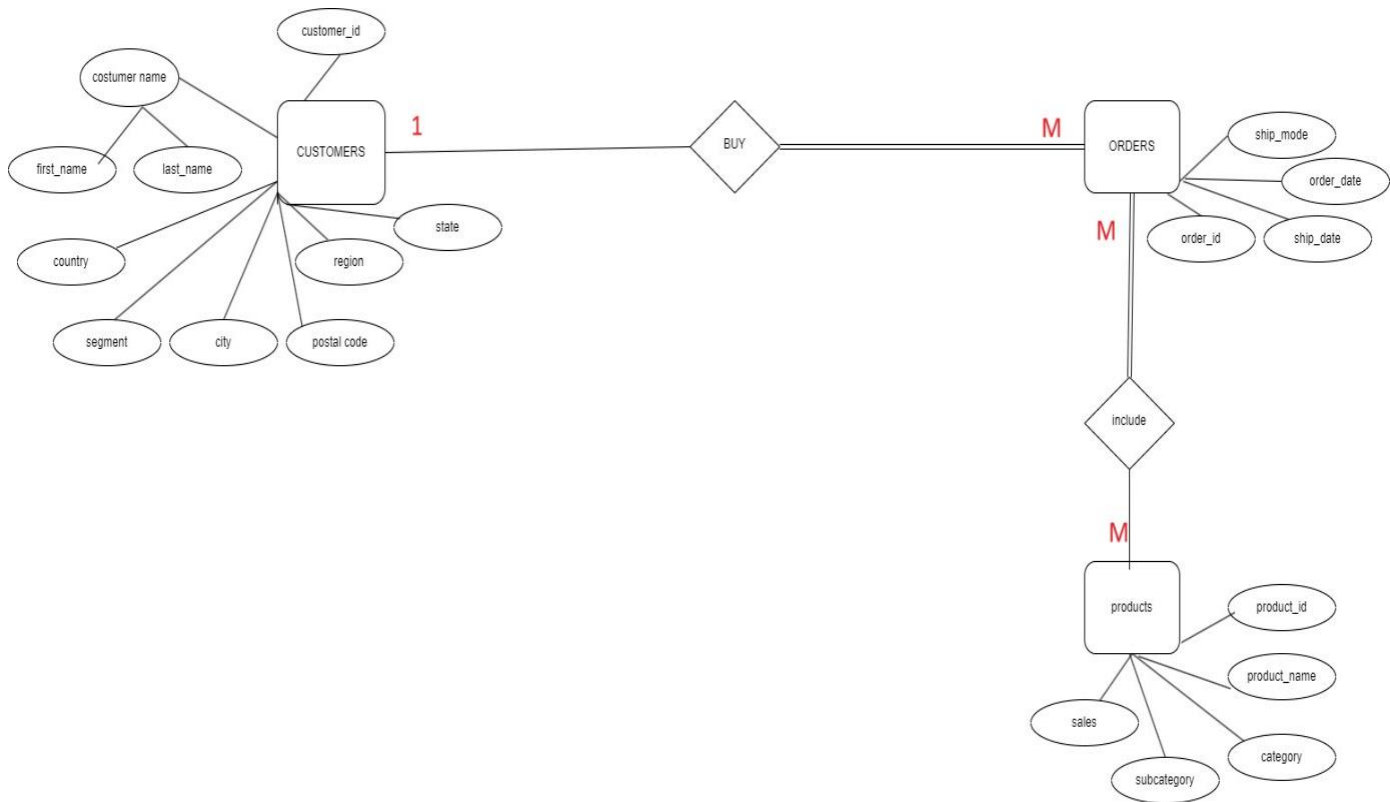 customer_id
costumer name
first_name
last_name
CUSTOMERS
1
BUY
M
ORDERS
ship_mode
order_date
order_id
ship_date
M
state
region
country
segment
city
postal code
include
M
products
product_id
product_name
sales
category
subcategory